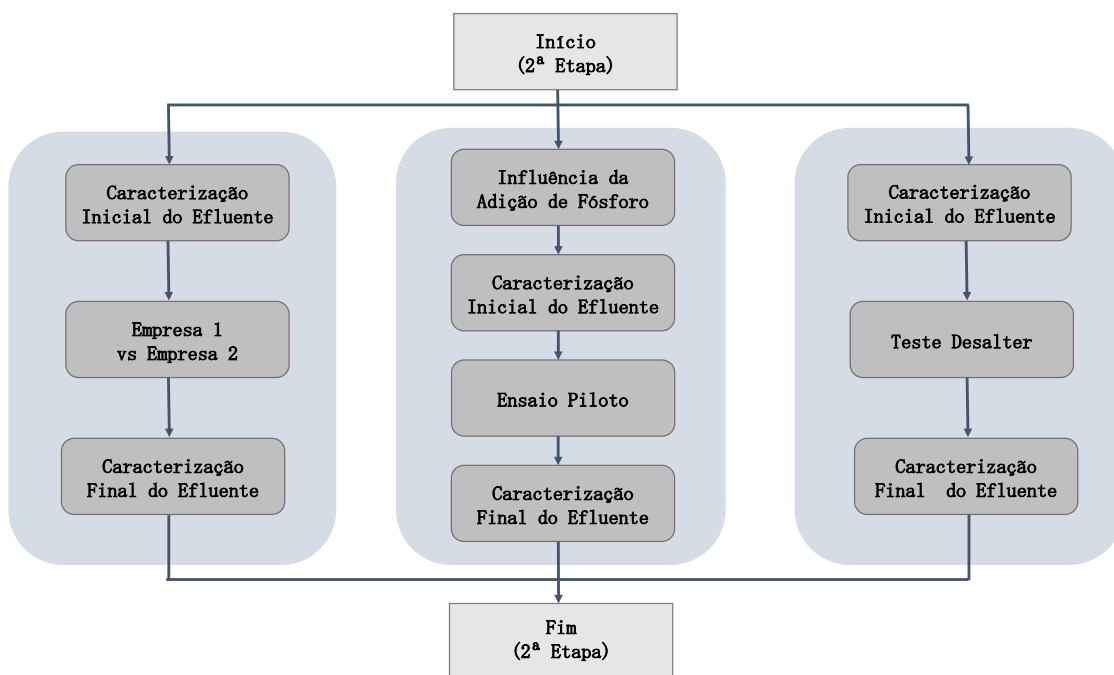 Início
(2ª Etapa)
Caracterização
Inicial do Efluente
Empresa 1
vs Empresa 2
Caracterização
Final do Efluente
Influência da
Adição de Fósforo
Caracterização
Inicial do Efluente
Ensaio Piloto
Caracterização
Final do Efluente
Caracterização
Inicial do Efluente
Teste Desalter
Caracterização
Final  do Efluente
Fim
(2ª Etapa)